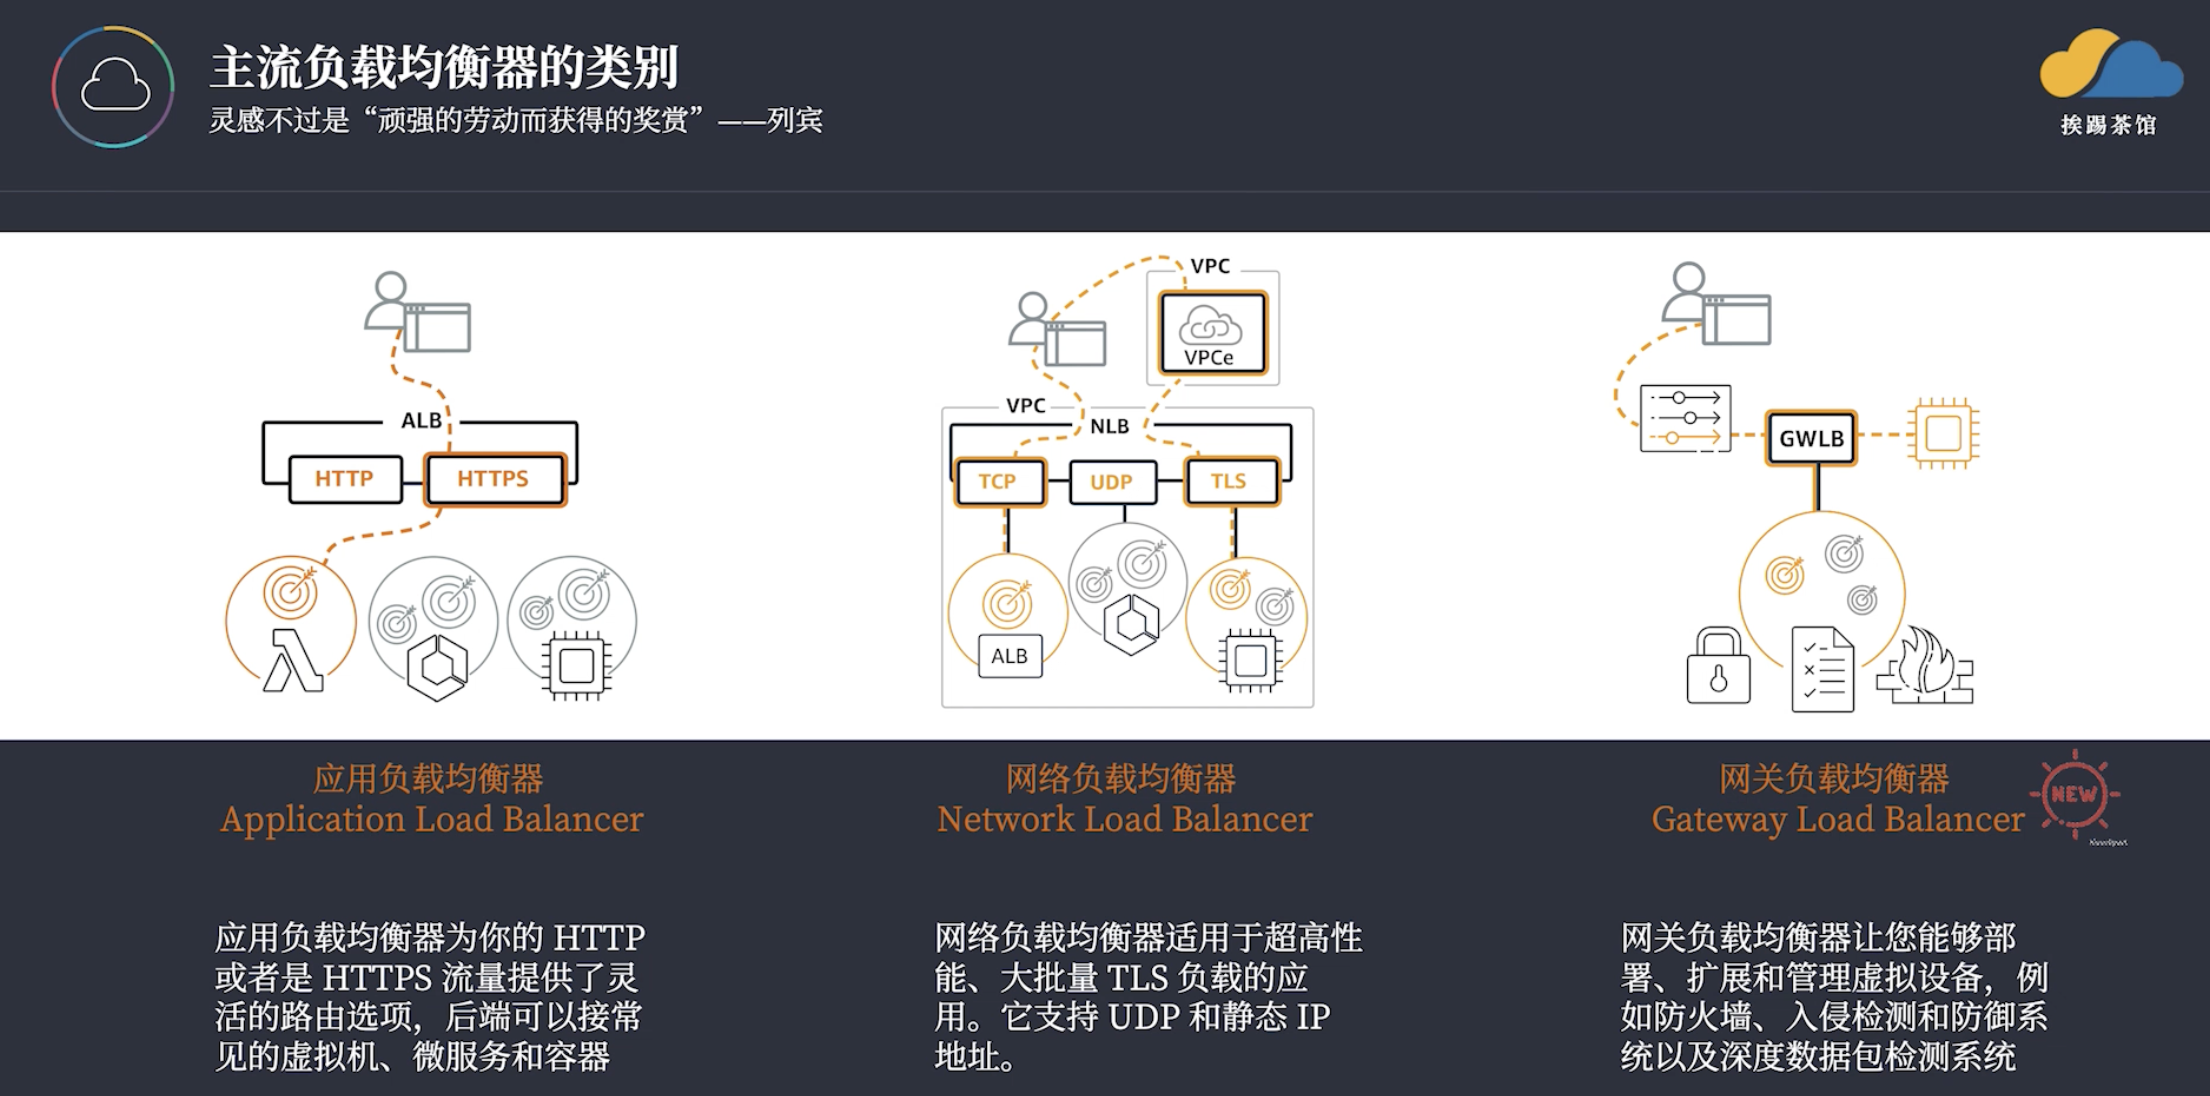 主流负载均衡器的类别
灵感不过是“顽强的劳动而获得的奖赏”——列宾
挨踢茶馆
ALB
HTTP
HTTPS
VPC
VPCe
VPC
NLB
TCP
UDP
TLS
ALB
GWLB
应用负载均衡器
Application Load Balancer
应用负载均衡器为你的 HTTP
或者是 HTTPS 流量提供了灵
活的路由选项，后端可以接常
见的虚拟机、微服务和容器
网络负载均衡器
Network Load Balancer
网络负载均衡器适用于超高性
能、大批量 TLS 负载的应
用。它支持 UDP 和静态 IP
地址。
网关负载均衡器
Gateway Load Balancer
NEW
网关负载均衡器让您能够部
署、扩展和管理虚拟设备，例
如防火墙、入侵检测和防御系
统以及深度数据包检测系统